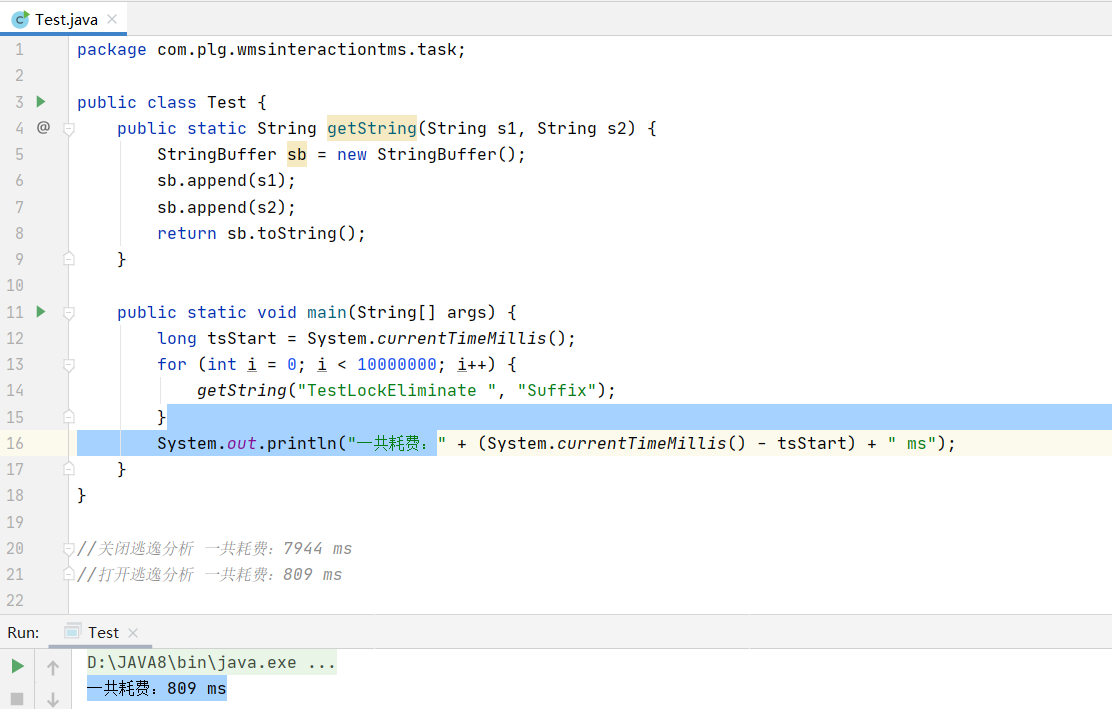 Test.java
1 package com.plg.wmsinteractiontms.task;
2
3 public class Test {
4 @ public static String getString(String s1, String s2) {
5 StringBuffer sb = new StringBuffer();
6 sb.append(s1);
7 sb.append(s2);
8 return sb.toString();
9 }
10
11 public static void main(String[] args) {
12 long tsStart = System.currentTimeMillis();
13 for (int i = 0; i < 10000000; i++) {
14 getString("TestLockEliminate ", "Suffix");
15 }
16 System.out.println("一共耗费：" + (System.currentTimeMillis() - tsStart) + " ms");
17 }
18 }
19
20 //关闭逃逸分析 一共耗费：7944 ms
21 //打开逃逸分析 一共耗费：809 ms
22
Run: Test
D:\JAVA8\bin\java.exe ...
一共耗费：809 ms